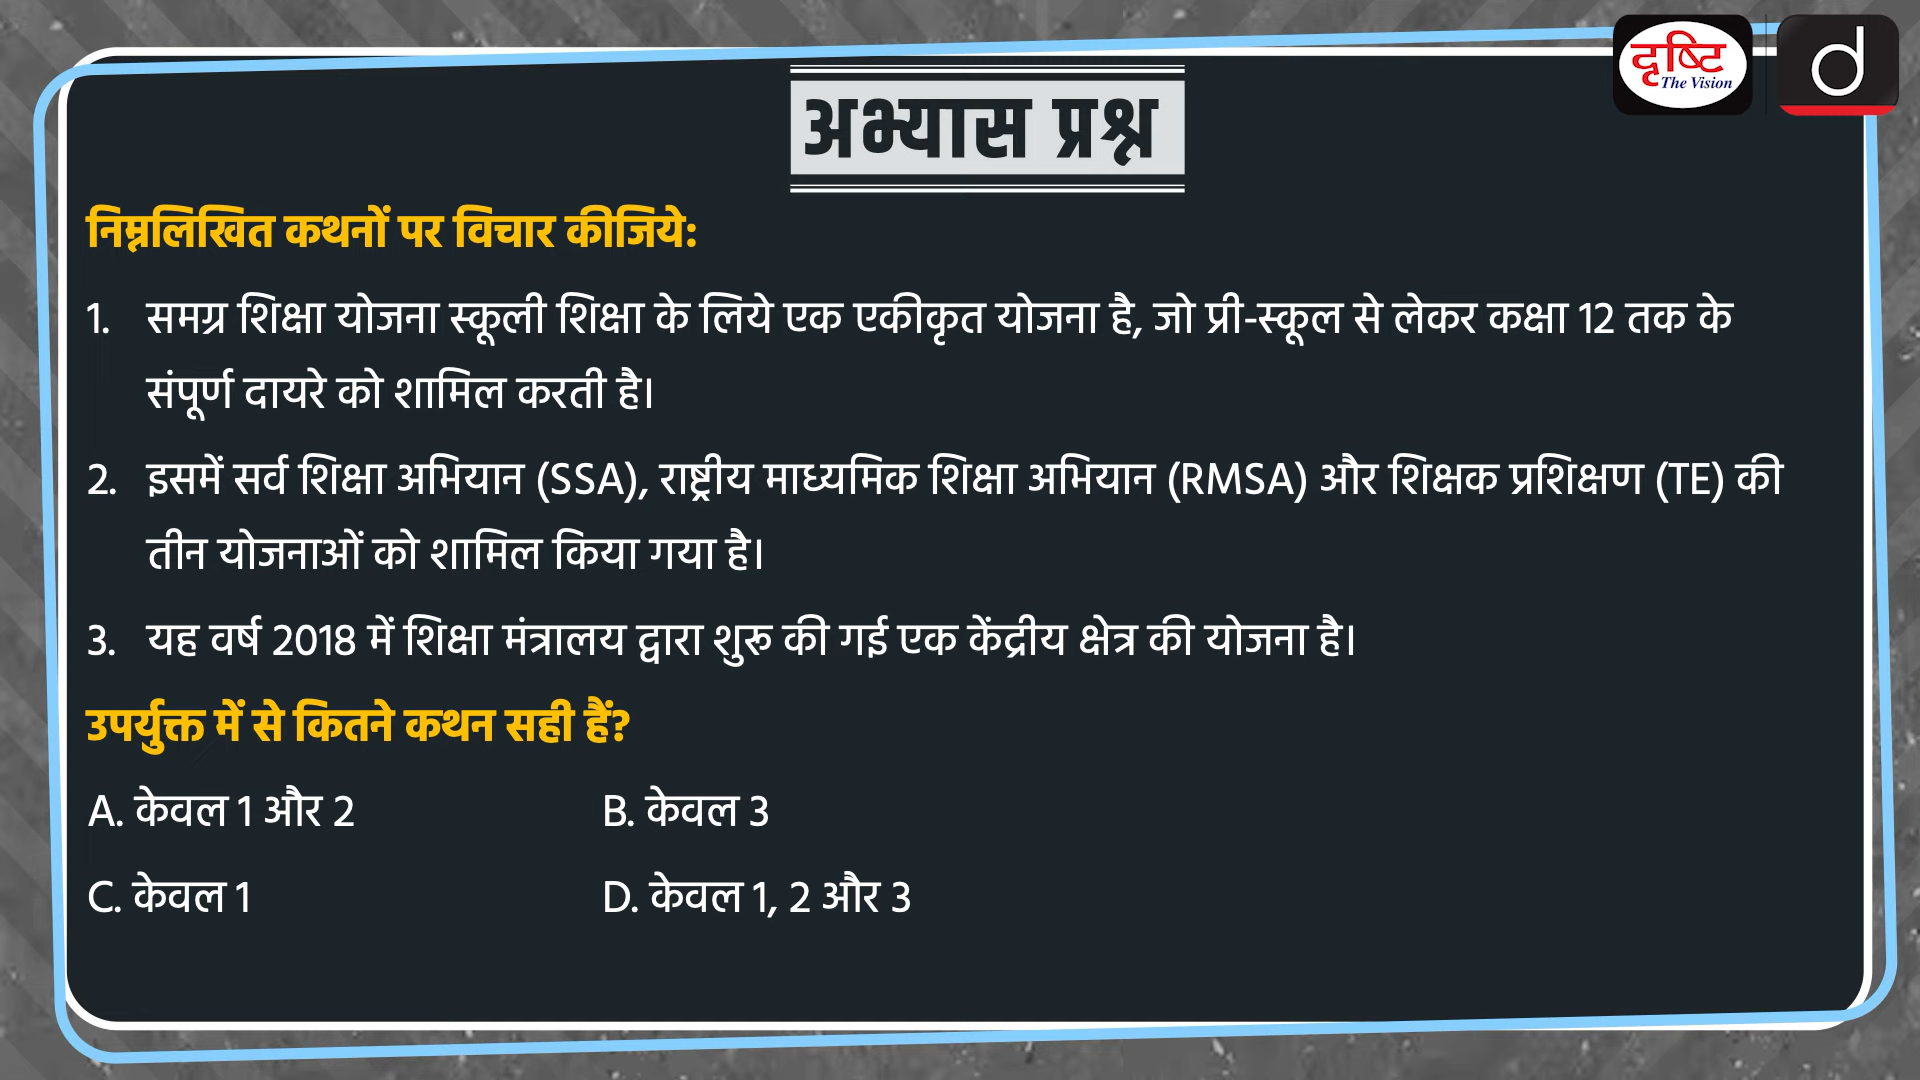 दृष्टि
The Vision
d
अभ्यास प्रश्न
निम्नलिखित कथनों पर विचार कीजिये:
1. समग्र शिक्षा योजना स्कूली शिक्षा के लिये एक एकीकृत योजना है, जो प्री-स्कूल से लेकर कक्षा 12 तक के
संपूर्ण दायरे को शामिल करती है।
2. इसमें सर्व शिक्षा अभियान (SSA), राष्ट्रीय माध्यमिक शिक्षा अभियान (RMSA) और शिक्षक प्रशिक्षण (TE) की
तीन योजनाओं को शामिल किया गया है।
3. यह वर्ष 2018 में शिक्षा मंत्रालय द्वारा शुरू की गई एक केंद्रीय क्षेत्र की योजना है।
उपर्युक्त में से कितने कथन सही हैं?
A. केवल 1 और 2 B. केवल 3
C. केवल 1 D. केवल 1, 2 और 3